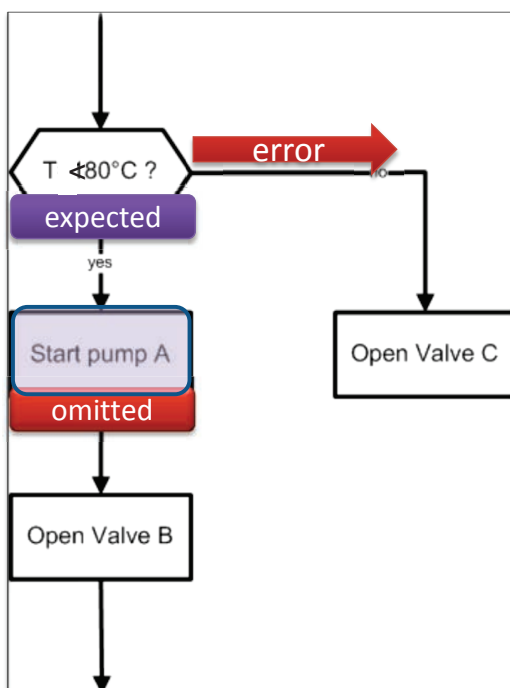 error
T <80°C ?
no
expected
yes
Start pump A
Open Valve C
omitted
Open Valve B